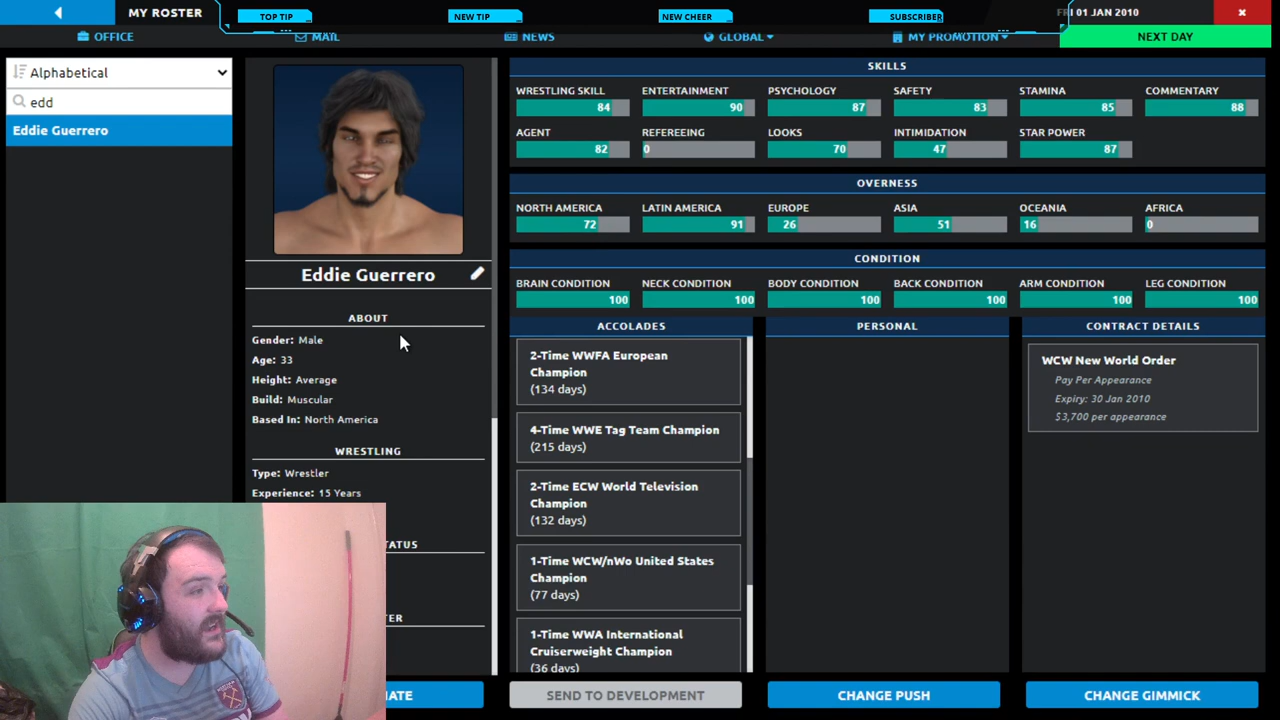 MY ROSTER
TOP TIP
NEW TIP
NEW CHEER
SUBSCRIBER
FRI 01 JAN 2010
OFFICE
MAIL
NEWS
GLOBAL
MY PROMOTION
NEXT DAY
Alphabetical
edd
Eddie Guerrero
Eddie Guerrero
ABOUT
Gender: Male
Age: 33
Height: Average
Build: Muscular
Based In: North America
WRESTLING
Type: Wrestler
Experience: 15 Years
SKILLS
WRESTLING SKILL ENTERTAINMENT PSYCHOLOGY SAFETY STAMINA COMMENTARY
84 90 87 83 85 88
AGENT REFEREEING LOOKS INTIMIDATION STAR POWER
82 0 70 47 87
OVERNESS
NORTH AMERICA LATIN AMERICA EUROPE ASIA OCEANIA AFRICA
72 91 26 51 16 0
CONDITION
BRAIN CONDITION NECK CONDITION BODY CONDITION BACK CONDITION ARM CONDITION LEG CONDITION
100 100 100 100 100 100
ACCOLADES
2-Time WWFA European
Champion
(134 days)
4-Time WWE Tag Team Champion
(215 days)
2-Time ECW World Television
Champion
(132 days)
1-Time WCW/nWo United States
Champion
(77 days)
1-Time WWA International
Cruiserweight Champion
(36 days)
PERSONAL
CONTRACT DETAILS
WCW New World Order
Pay Per Appearance
Expiry: 30 Jan 2010
$3,700 per appearance
SEND TO DEVELOPMENT
CHANGE PUSH
CHANGE GIMMICK